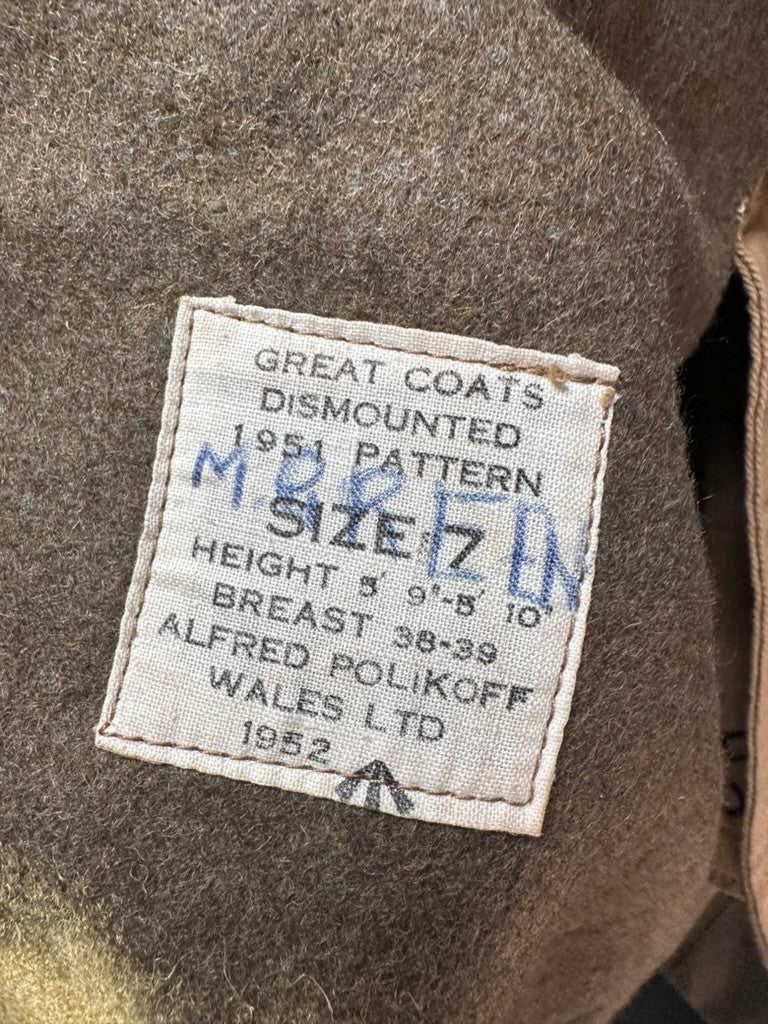 GREAT COATS
DISMOUNTED
1951 PATTERN
SIZE 7
HEIGHT 5' 9"-5' 10"
BREAST 38-39
ALFRED POLIKOFF
WALES LTD
1952